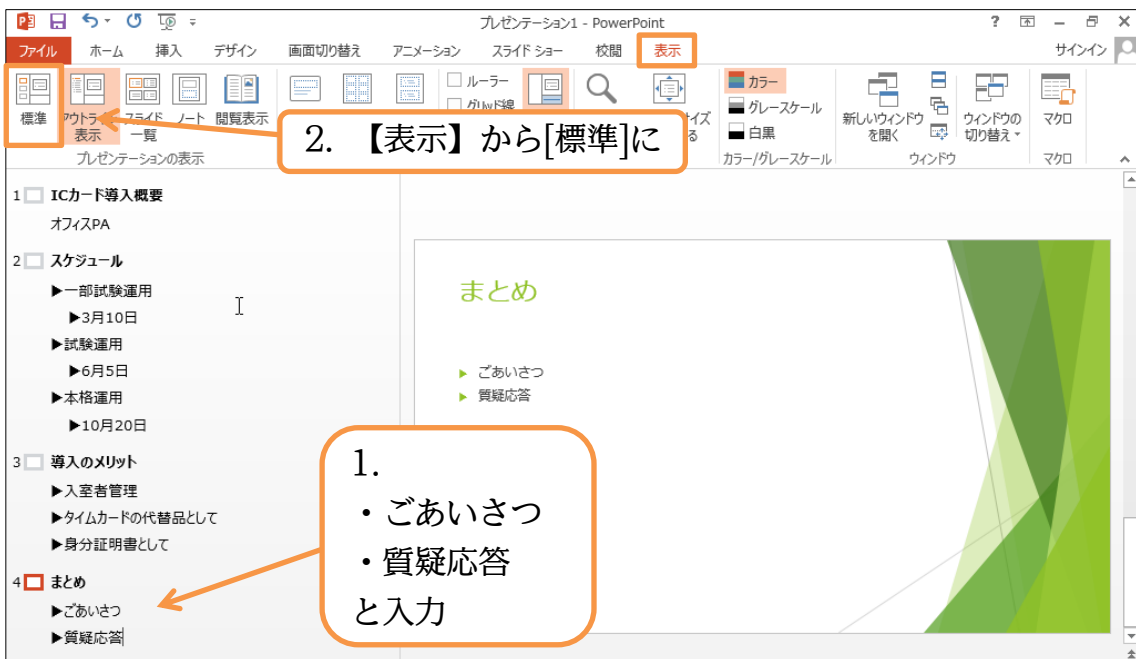 プレゼンテーション1 - PowerPoint
ファイル ホーム 挿入 デザイン 画面切り替え アニメーション スライド ショー 校閲 表示 サインイン
標準
アウトライン
表示
スライド
一覧
ノート
閲覧表示
プレゼンテーションの表示
ルーラー
グリッド線
カラー
グレースケール
白黒
カラー/グレースケール
新しいウィンドウ
を開く
ウィンドウの
切り替え
ウィンドウ
マクロ
マクロ
2. 【表示】から[標準]に
1 ICカード導入概要
オフィスPA
2 スケジュール
▶一部試験運用
▶3月10日
▶試験運用
▶6月5日
▶本格運用
▶10月20日
3 導入のメリット
▶入室者管理
▶タイムカードの代替品として
▶身分証明書として
4 まとめ
▶ごあいさつ
▶質疑応答
まとめ
▶ ごあいさつ
▶ 質疑応答
1.
・ごあいさつ
・質疑応答
と入力